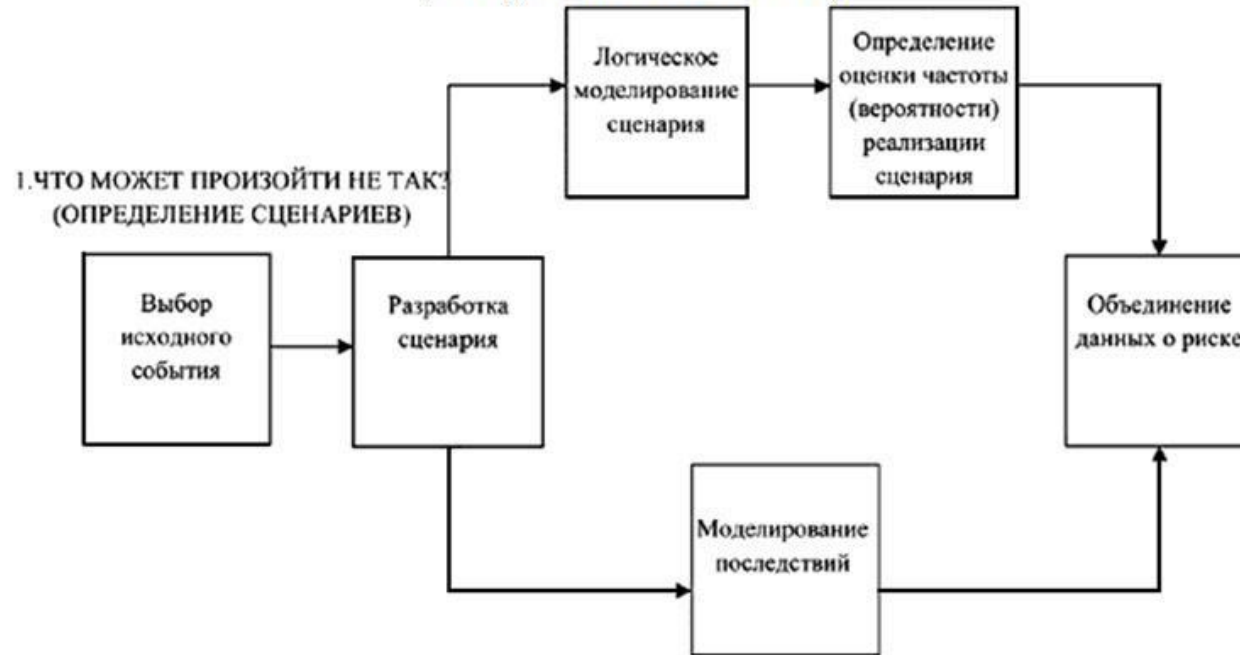 1.ЧТО МОЖЕТ ПРОИЗОЙТИ НЕ ТАК?
(ОПРЕДЕЛЕНИЕ СЦЕНАРИЕВ)
Выбор
исходного
события
Разработка
сценария
Логическое
моделирование
сценария
Определение
оценки частоты
(вероятности)
реализации
сценария
Моделирование
последствий
Объединение
данных о риске